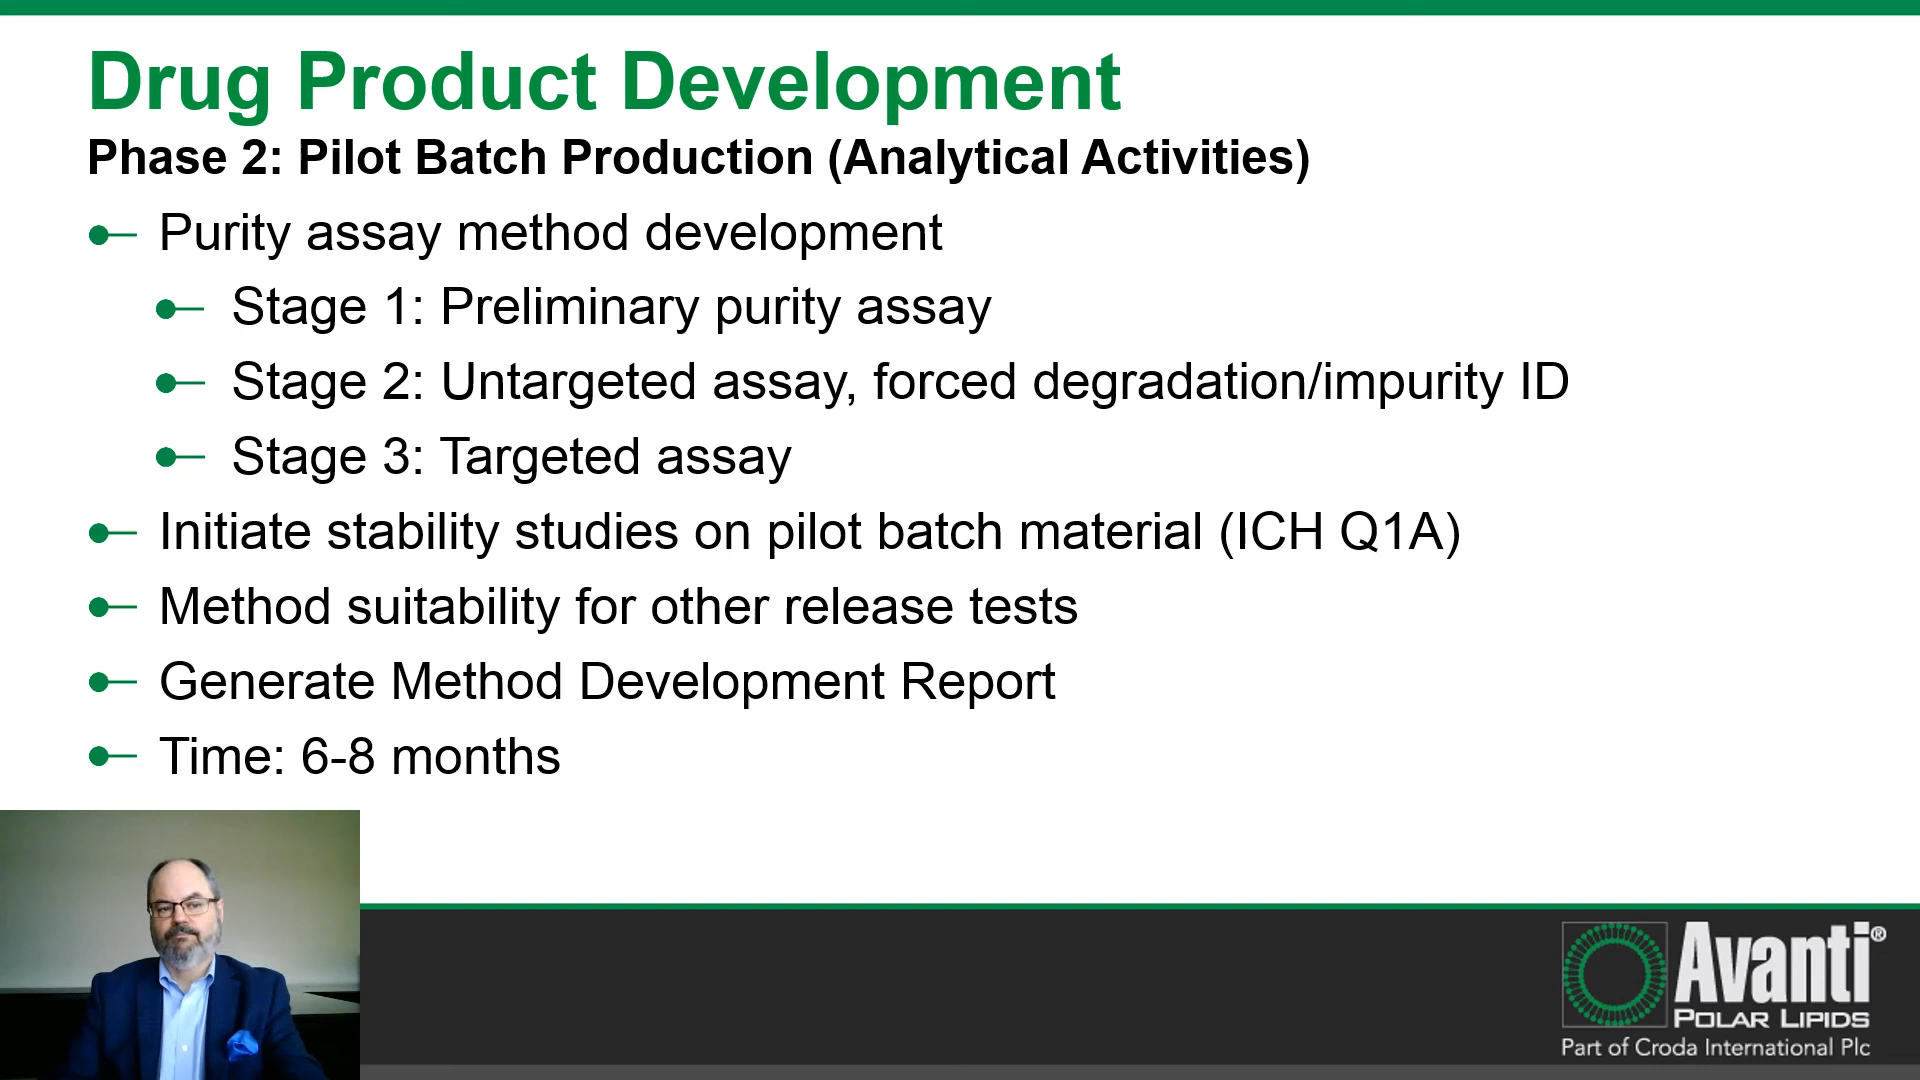 Drug Product Development
Phase 2: Pilot Batch Production (Analytical Activities)
Purity assay method development
Stage 1: Preliminary purity assay
Stage 2: Untargeted assay, forced degradation/impurity ID
Stage 3: Targeted assay
Initiate stability studies on pilot batch material (ICH Q1A)
Method suitability for other release tests
Generate Method Development Report
Time: 6-8 months
Avanti®
POLAR LIPIDS
Part of Croda International Plc